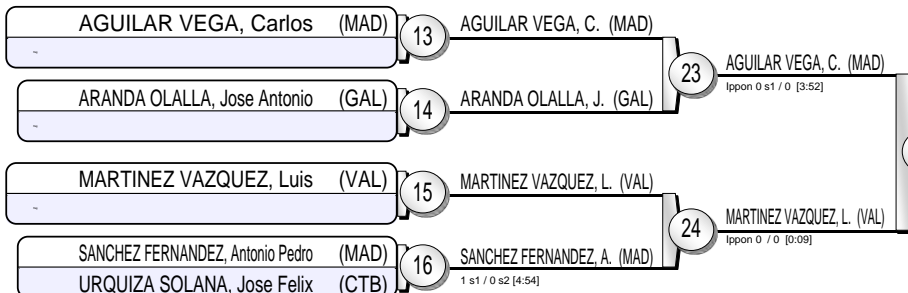 AGUILAR VEGA, Carlos (MAD)
~
13
AGUILAR VEGA, C. (MAD)
ARANDA OLALLA, Jose Antonio (GAL)
~
14
ARANDA OLALLA, J. (GAL)
23
AGUILAR VEGA, C. (MAD)
Ippon 0 s1 / 0 [3:52]
MARTINEZ VAZQUEZ, Luis (VAL)
~
15
MARTINEZ VAZQUEZ, L. (VAL)
SANCHEZ FERNANDEZ, Antonio Pedro (MAD)
URQUIZA SOLANA, Jose Felix (CTB)
16
SANCHEZ FERNANDEZ, A. (MAD)
1 s1 / 0 s2 [4:54]
24
MARTINEZ VAZQUEZ, L. (VAL)
Ippon 0 / 0 [0:09]